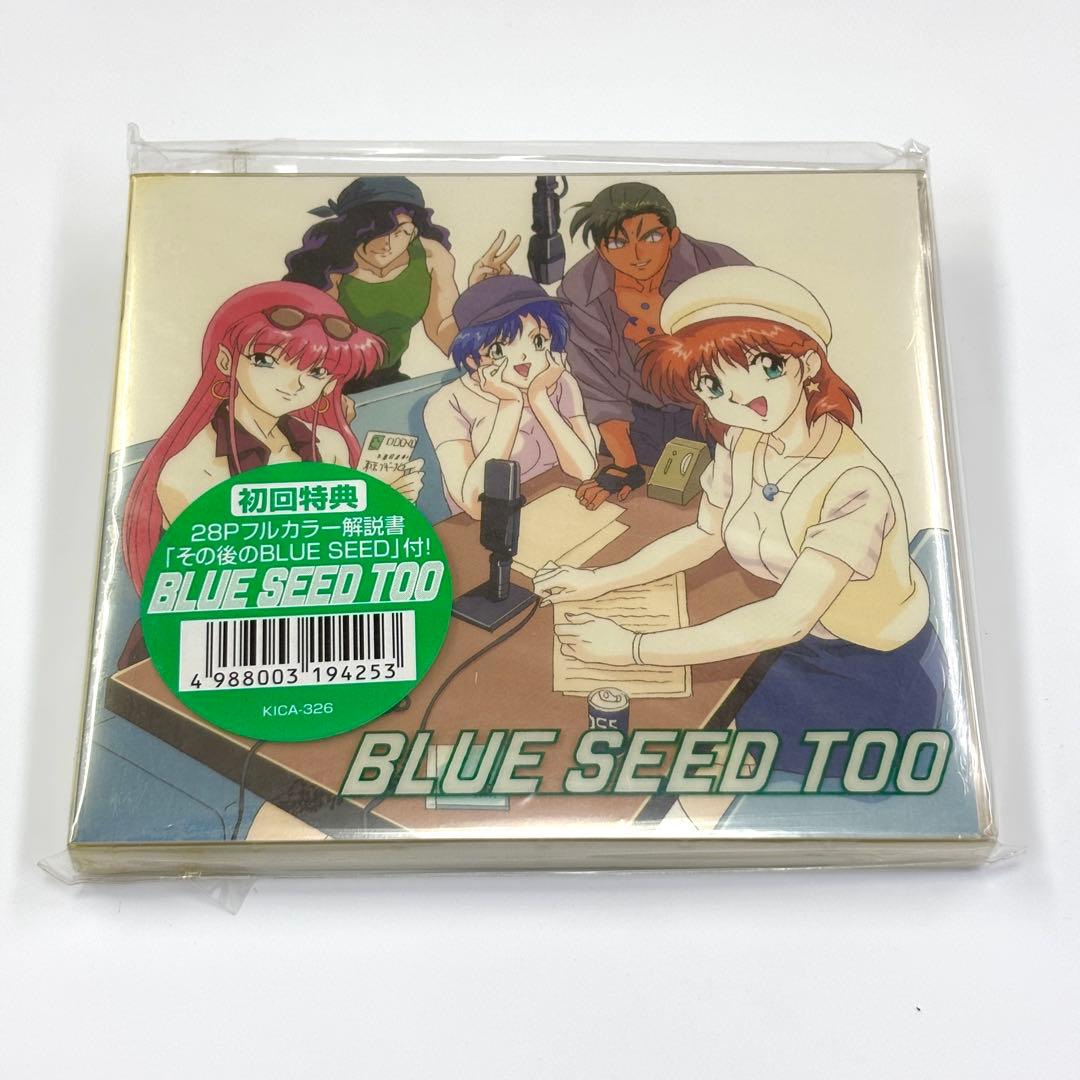 初回特典
28Pフルカラー解説書
「その後のBLUE SEED」付!
BLUE SEED TOO
4 988003 194253
KICA-326
BLUE SEED TOO